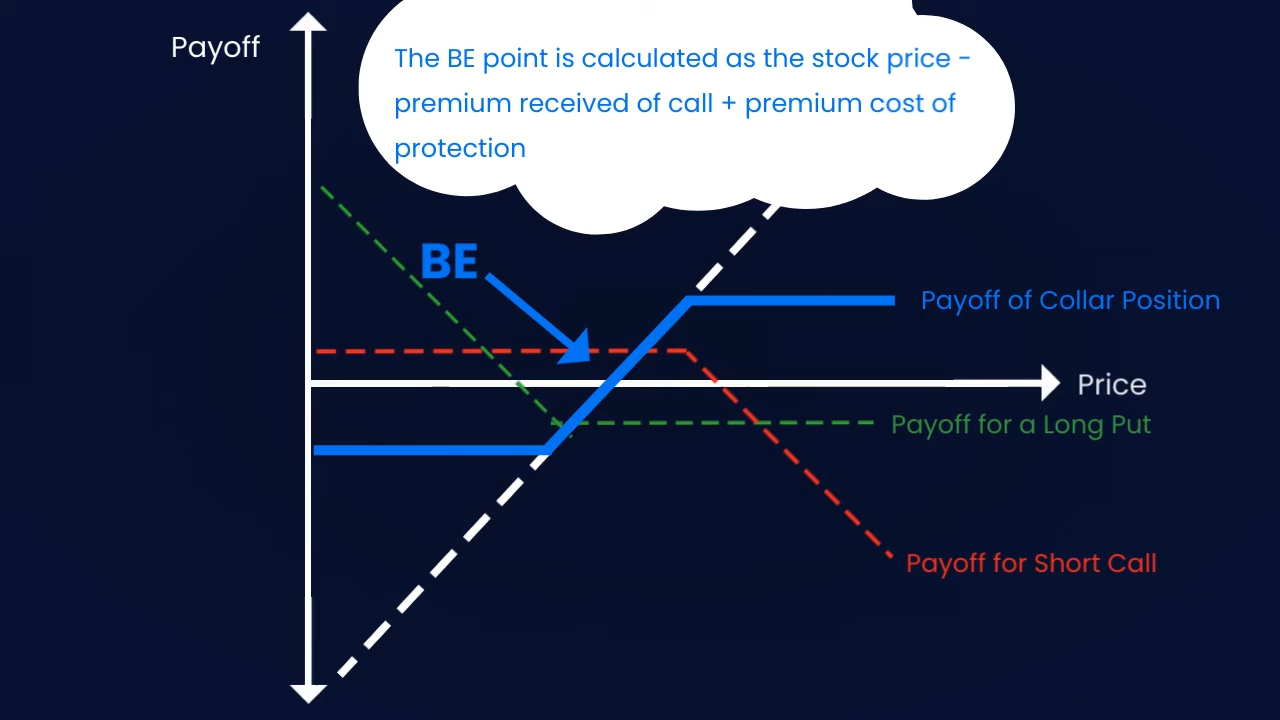 Payoff
The BE point is calculated as the stock price -
premium received of call + premium cost of
protection
BE
Payoff of Collar Position
Price
Payoff for a Long Put
Payoff for Short Call